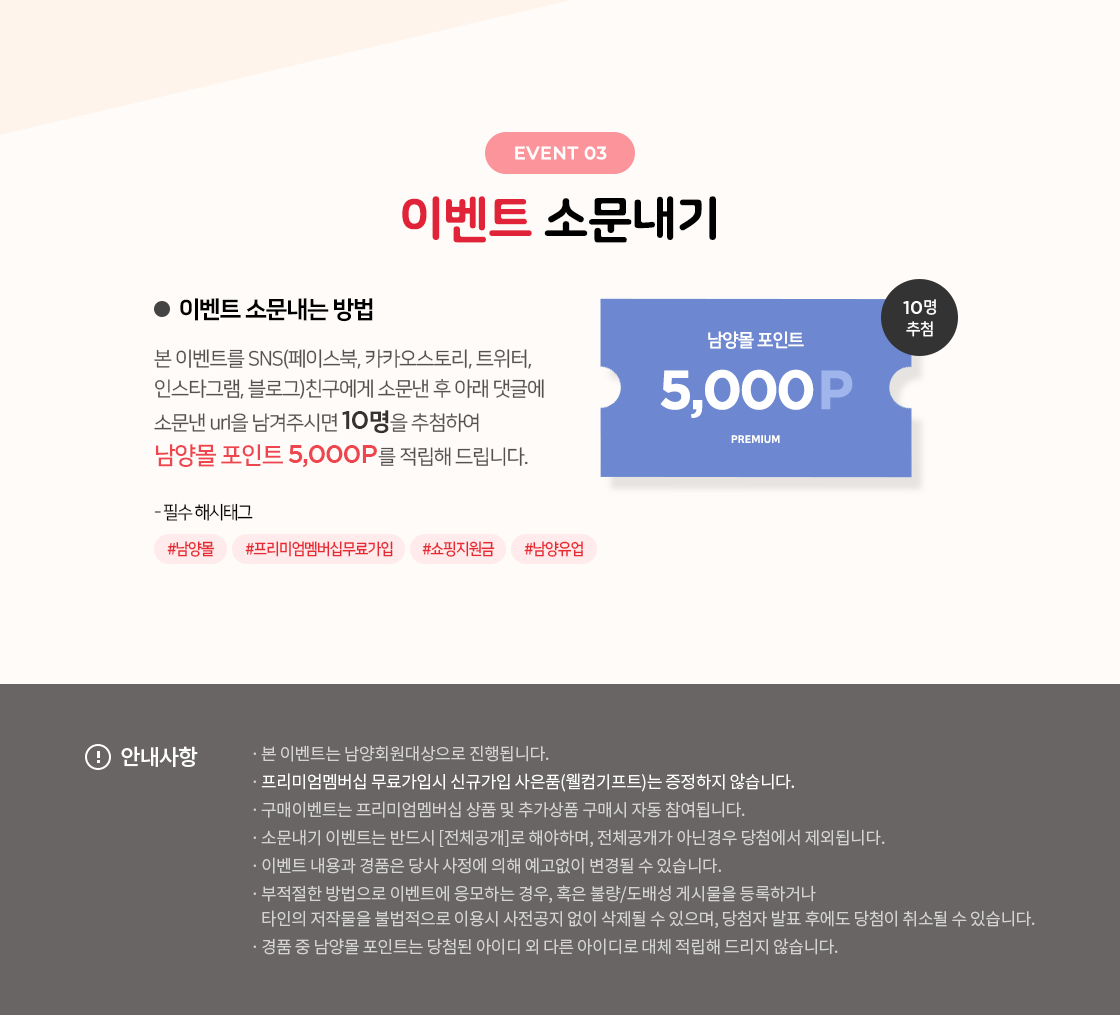 EVENT 03
이벤트 소문내기
● 이벤트 소문내는 방법
본 이벤트를 SNS(페이스북, 카카오스토리, 트위터,
인스타그램, 블로그)친구에게 소문낸 후 아래 댓글에
소문낸 url을 남겨주시면 10명을 추첨하여
남양몰 포인트 5,000P를 적립해 드립니다.
- 필수 해시태그
#남양몰 #프리미엄멤버십무료가입 #쇼핑지원금 #남양유업
10명
추첨
남양몰 포인트
5,000P
PREMIUM
안내사항
· 본 이벤트는 남양회원대상으로 진행됩니다.
· 프리미엄멤버십 무료가입시 신규가입 사은품(웰컴기프트)는 증정하지 않습니다.
· 구매이벤트는 프리미엄멤버십 상품 및 추가상품 구매시 자동 참여됩니다.
· 소문내기 이벤트는 반드시 [전체공개]로 해야하며, 전체공개가 아닌경우 당첨에서 제외됩니다.
· 이벤트 내용과 경품은 당사 사정에 의해 예고없이 변경될 수 있습니다.
· 부적절한 방법으로 이벤트에 응모하는 경우, 혹은 불량/도배성 게시물을 등록하거나
타인의 저작물을 불법적으로 이용시 사전공지 없이 삭제될 수 있으며, 당첨자 발표 후에도 당첨이 취소될 수 있습니다.
· 경품 중 남양몰 포인트는 당첨된 아이디 외 다른 아이디로 대체 적립해 드리지 않습니다.